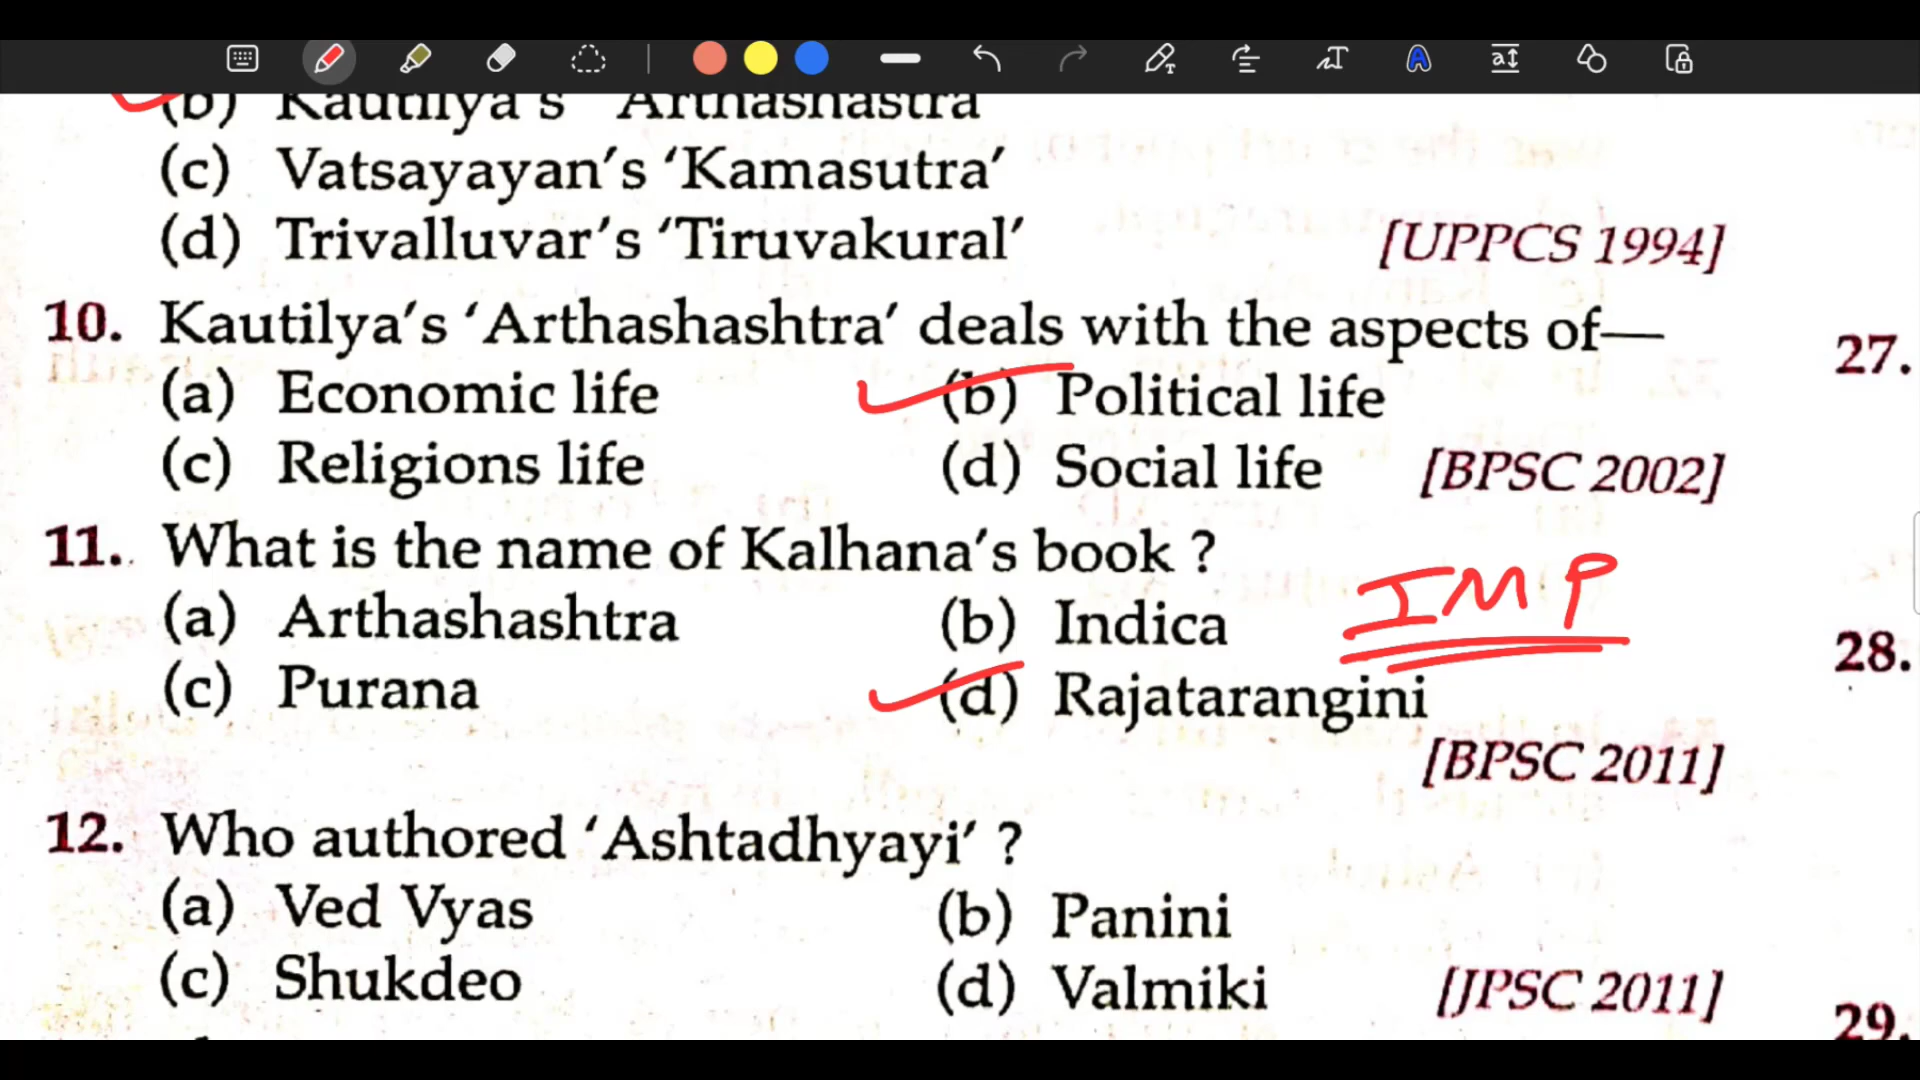 (b) Kautilya's 'Arthashastra'
(c) Vatsayayan's 'Kamasutra'
(d) Trivalluvar's 'Tiruvakural' [UPPCS 1994]
10. Kautilya's 'Arthashashtra' deals with the aspects of—
(a) Economic life (b) Political life
(c) Religions life (d) Social life [BPSC 2002]
11. What is the name of Kalhana's book ?
IMP
(a) Arthashashtra (b) Indica
(c) Purana (d) Rajatarangini
[BPSC 2011]
12. Who authored 'Ashtadhyayi' ?
(a) Ved Vyas (b) Panini
(c) Shukdeo (d) Valmiki [JPSC 2011]
27.
28.
29.